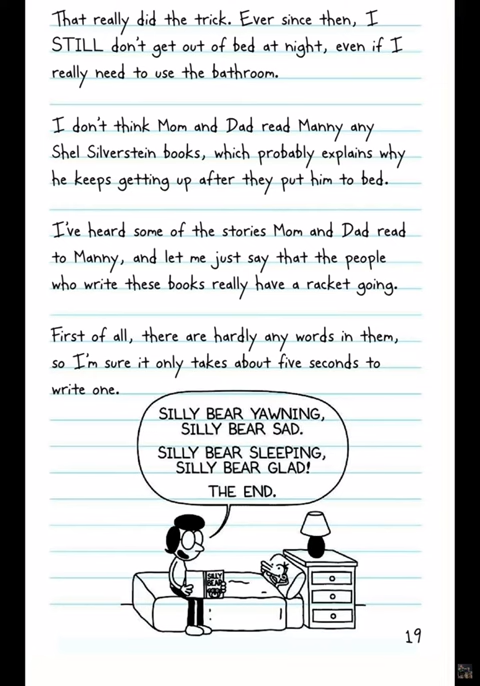 That really did the trick. Ever since then, I
STILL don't get out of bed at night, even if I
really need to use the bathroom.
I don't think Mom and Dad read Manny any
Shel Silverstein books, which probably explains why
he keeps getting up after they put him to bed.
I've heard some of the stories Mom and Dad read
to Manny, and let me just say that the people
who write these books really have a racket going.
First of all, there are hardly any words in them,
so I'm sure it only takes about five seconds to
write one.
SILLY BEAR YAWNING,
SILLY BEAR SAD.
SILLY BEAR SLEEPING,
SILLY BEAR GLAD!
THE END.
SILLY
BEAR
19